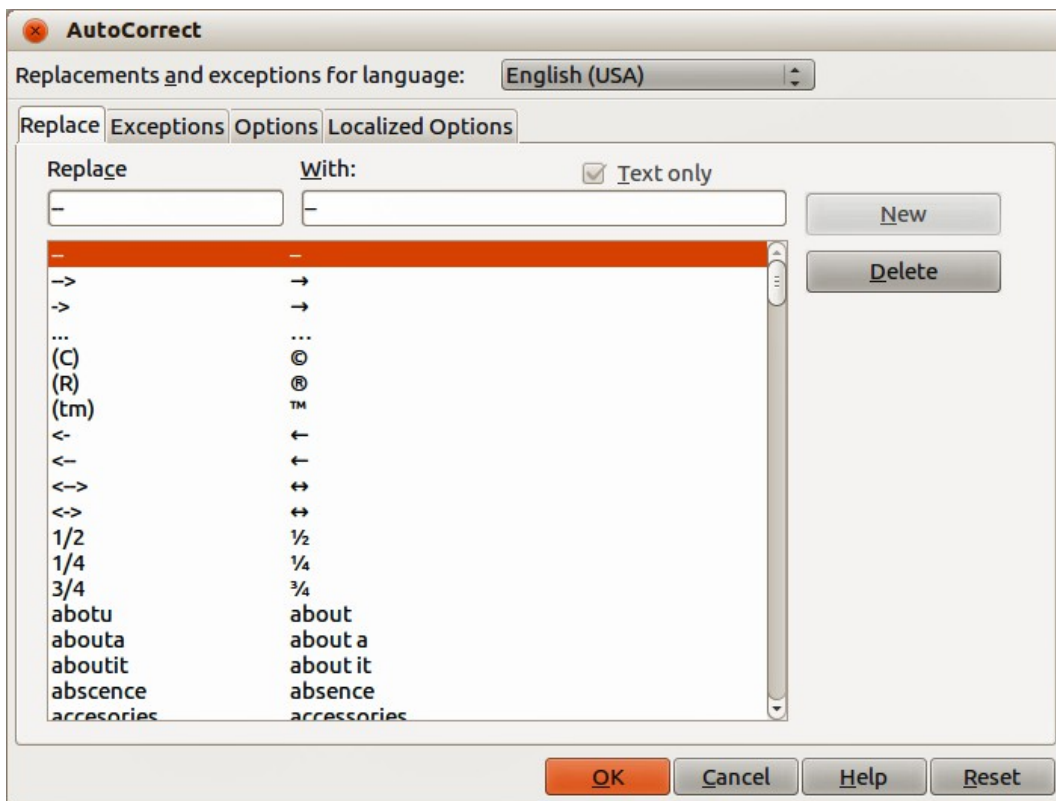 AutoCorrect
Replacements and exceptions for language: English (USA)
Replace Exceptions Options Localized Options
Replace With: Text only
-- – New
-- –
Delete
--> →
-> →
... …
(C) ©
(R) ®
(tm) ™
<- ←
<-- ←
<--> ↔
<-> ↔
1/2 ½
1/4 ¼
3/4 ¾
abotu about
abouta about a
aboutit about it
abscence absence
accesories accessories
OK Cancel Help Reset